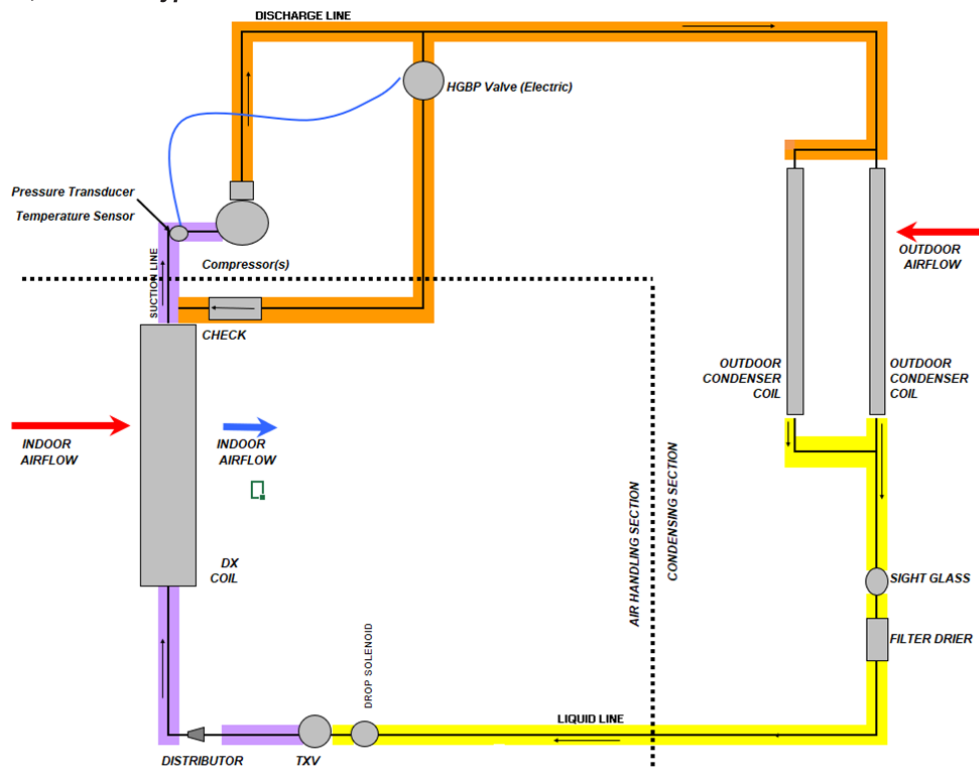 DISCHARGE LINE
HGBP Valve (Electric)
Pressure Transducer
Temperature Sensor
SUCTION LINE
Compressor(s)
OUTDOOR
AIRFLOW
CHECK
OUTDOOR
CONDENSER
COIL
OUTDOOR
CONDENSER
COIL
INDOOR
AIRFLOW
INDOOR
AIRFLOW
DX
COIL
AIR HANDLING SECTION
CONDENSING SECTION
SIGHT GLASS
FILTER DRIER
DROP SOLENOID
LIQUID LINE
DISTRIBUTOR
TXV